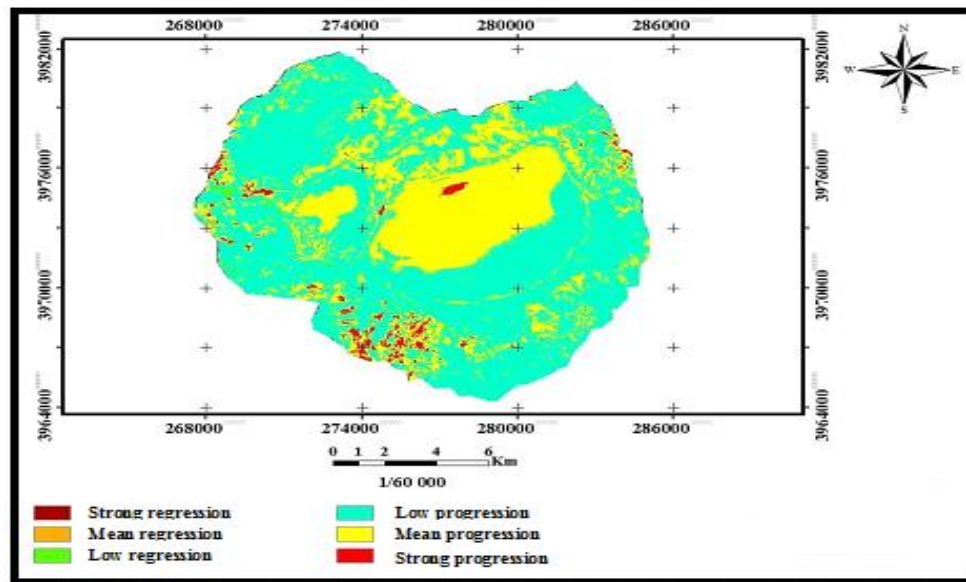 268000 274000 280000 286000
N
W E
S
3982000 3982000
3976000 3976000
3970000 3970000
3964000 3964000
268000 274000 280000 286000
0 1 2 4 6
Km
1/60 000
Strong regression Low progression
Mean regression Mean progression
Low regression Strong progression